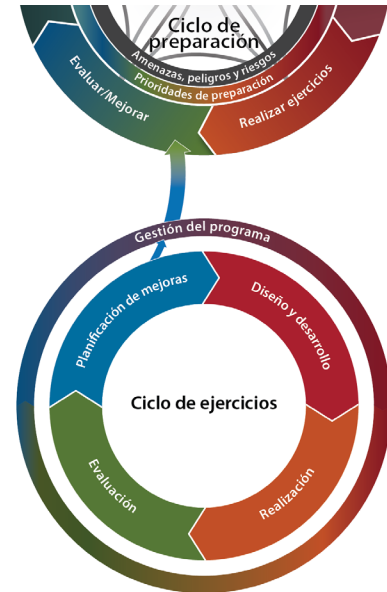 Ciclo de
preparación
Amenazas, peligros y riesgos
Prioridades de preparación
Evaluar/Mejorar
Realizar ejercicios
Gestión del programa
Planificación de mejoras
Diseño y desarrollo
Ciclo de ejercicios
Evaluación
Realización